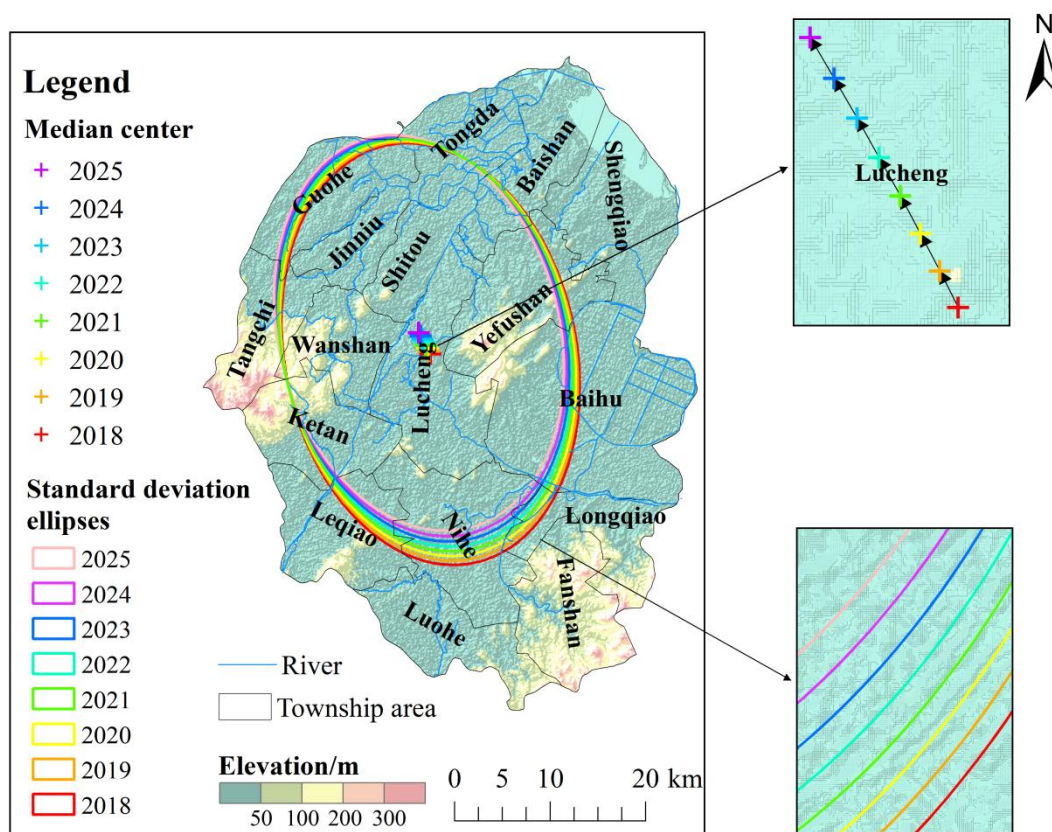 Legend
Median center
2025
2024
2023
2022
2021
2020
2019
2018
Standard deviation
ellipses
2025
2024
2023
2022
2021
2020
2019
2018
Tongda
Baishan
Shengqiao
Guohe
Jinniu
Shitou
Yefushan
Tangchi
Wanshan
Lucheng
Baihu
Ketan
Leqiao
Nihe
Longqiao
Fanshan
Luohe
River
Township area
Elevation/m
50 100 200 300
0 5 10 20 km
N
Lucheng